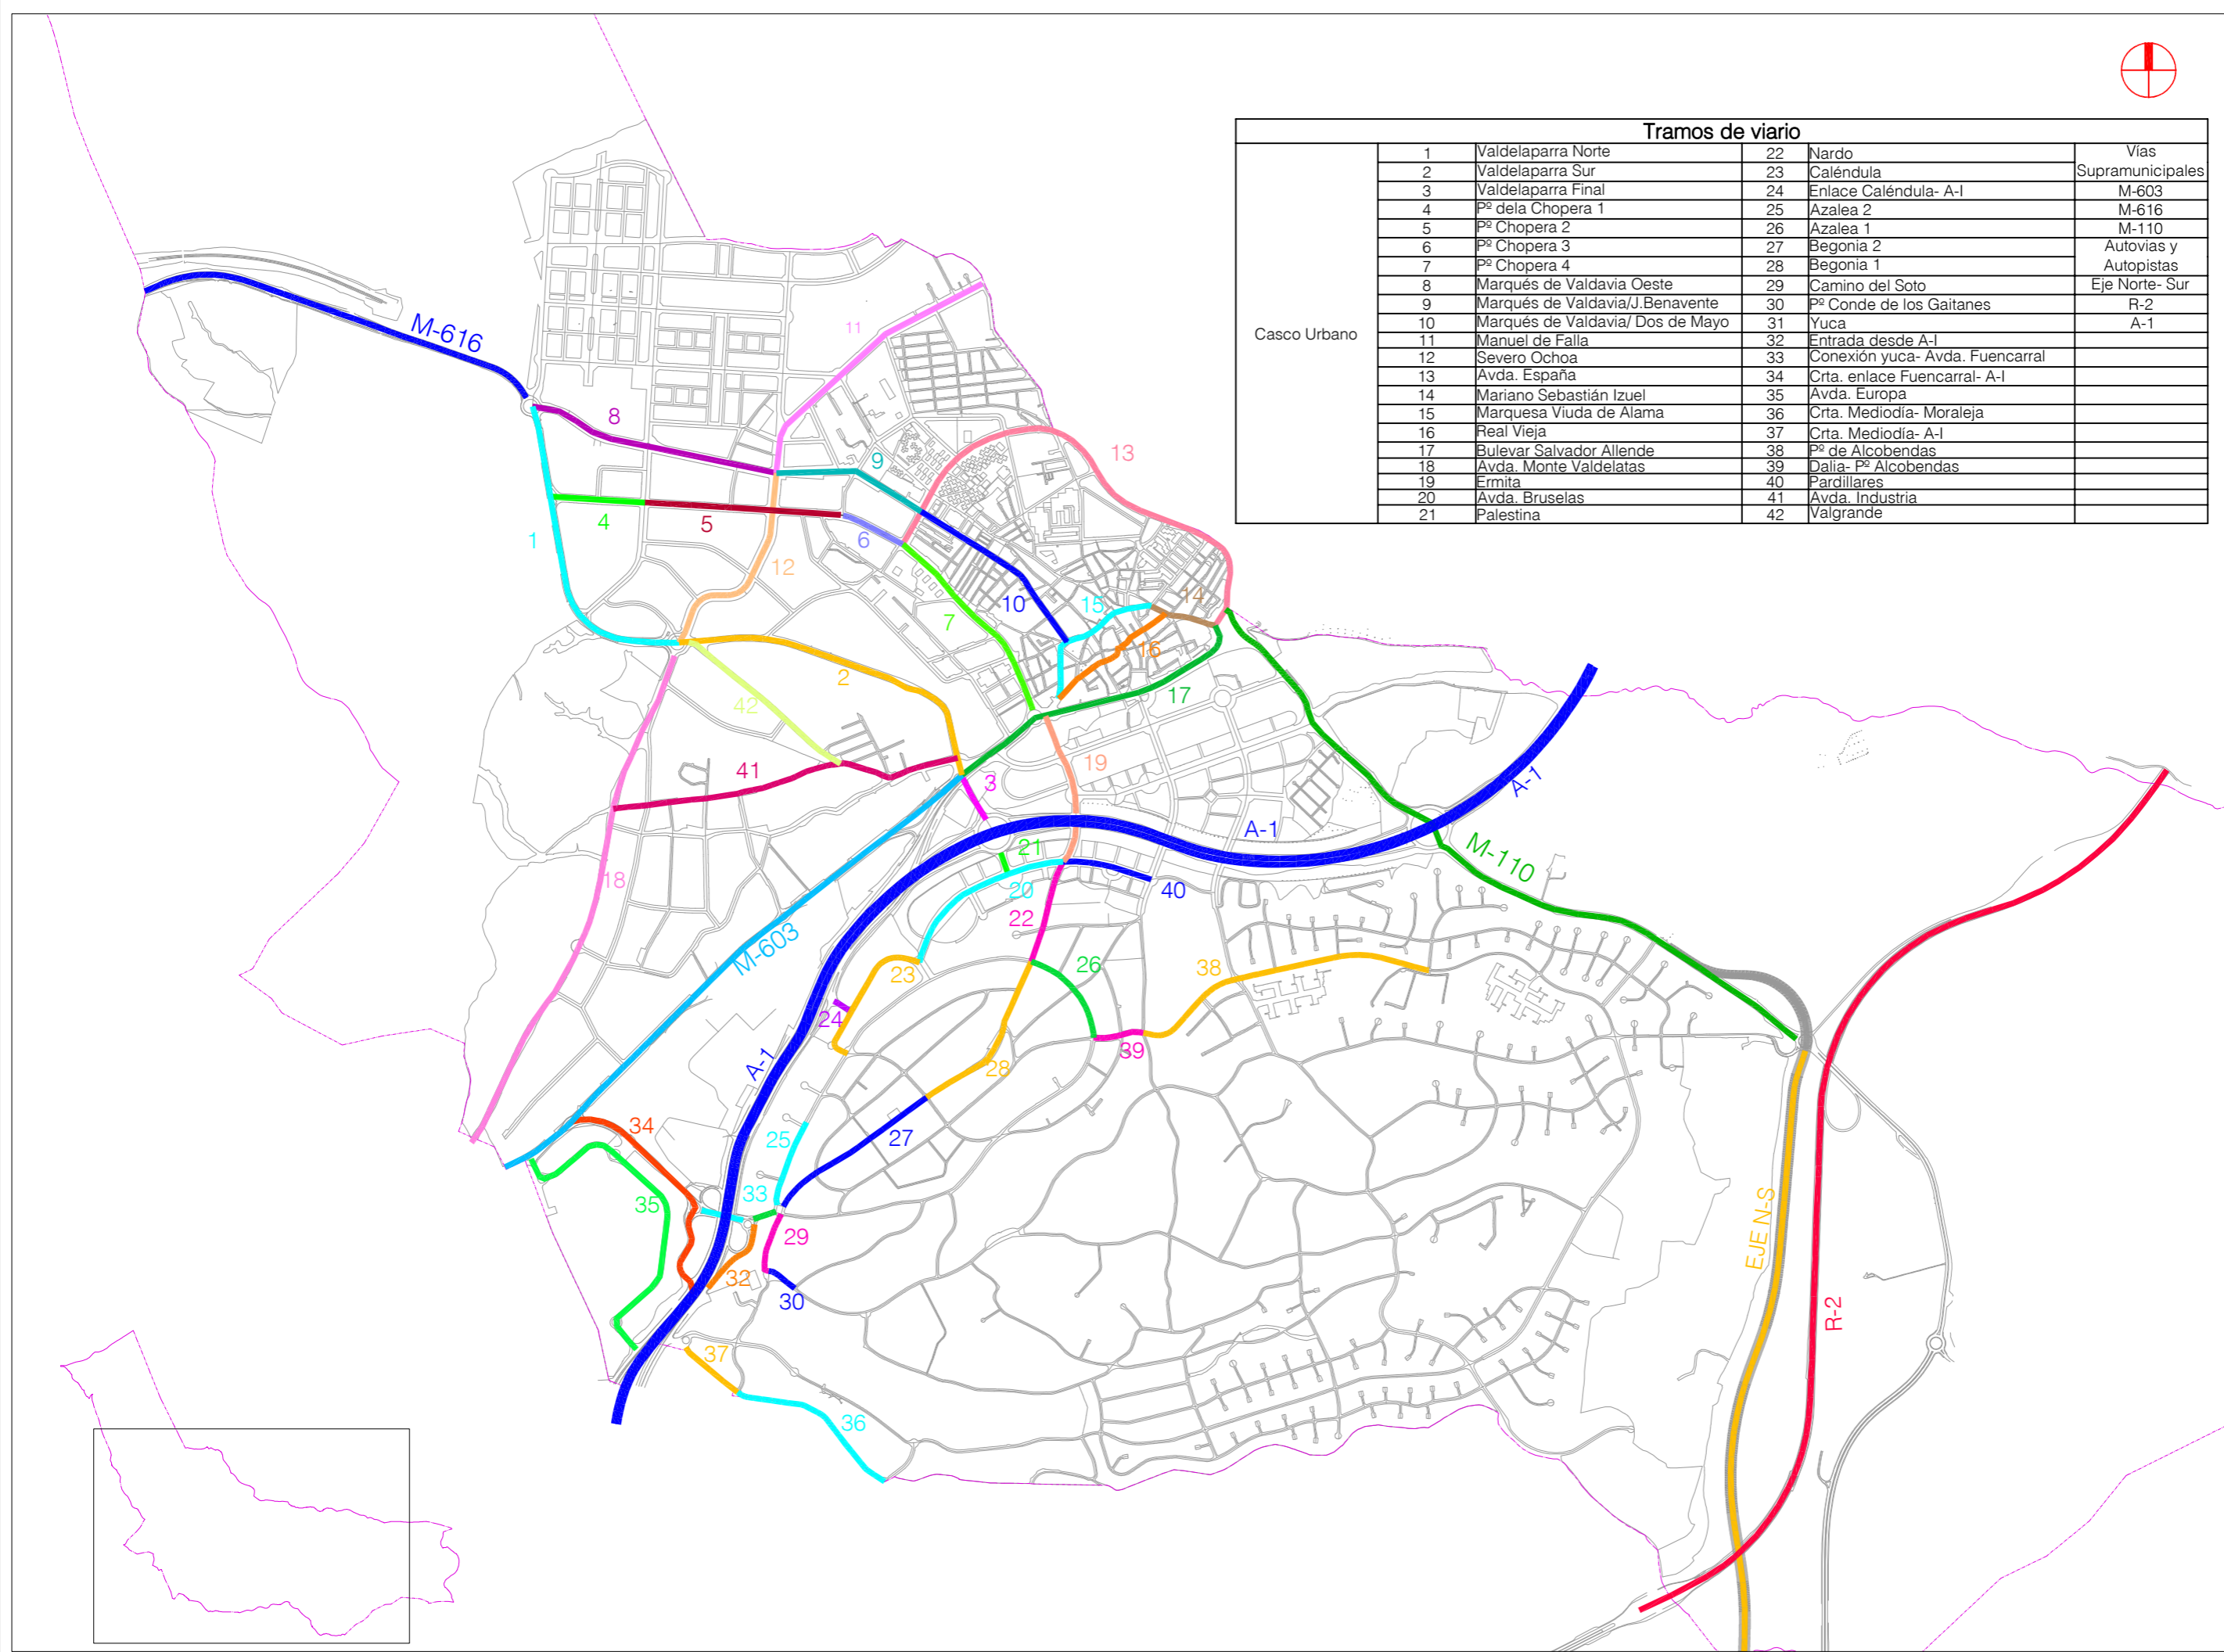 Tramos de viario
Casco Urbano
1 Valdelaparra Norte 22 Nardo Vías
2 Valdelaparra Sur 23 Caléndula Supramunicipales
3 Valdelaparra Final 24 Enlace Caléndula- A-I M-603
4 Pº dela Chopera 1 25 Azalea 2 M-616
5 Pº Chopera 2 26 Azalea 1 M-110
6 Pº Chopera 3 27 Begonia 2 Autovias y
7 Pº Chopera 4 28 Begonia 1 Autopistas
8 Marqués de Valdavia Oeste 29 Camino del Soto Eje Norte- Sur
9 Marqués de Valdavia/J.Benavente 30 Pº Conde de los Gaitanes R-2
10 Marqués de Valdavia/ Dos de Mayo 31 Yuca A-1
11 Manuel de Falla 32 Entrada desde A-I
12 Severo Ochoa 33 Conexión yuca- Avda. Fuencarral
13 Avda. España 34 Crta. enlace Fuencarral- A-I
14 Mariano Sebastián Izuel 35 Avda. Europa
15 Marquesa Viuda de Alama 36 Crta. Mediodía- Moraleja
16 Real Vieja 37 Crta. Mediodía- A-I
17 Bulevar Salvador Allende 38 Pº de Alcobendas
18 Avda. Monte Valdelatas 39 Dalia- Pº Alcobendas
19 Ermita 40 Pardillares
20 Avda. Bruselas 41 Avda. Industria
21 Palestina 42 Valgrande
M-616
11
8
9
13
4
5
6
1
12
10
15
14
7
16
2
17
42
41
3
19
A-1
A-1
M-110
21
18
20
40
22
M-603
23
26
38
24
39
A-1
28
34
25
27
35
33
29
EJE N-S
32
30
R-2
37
36